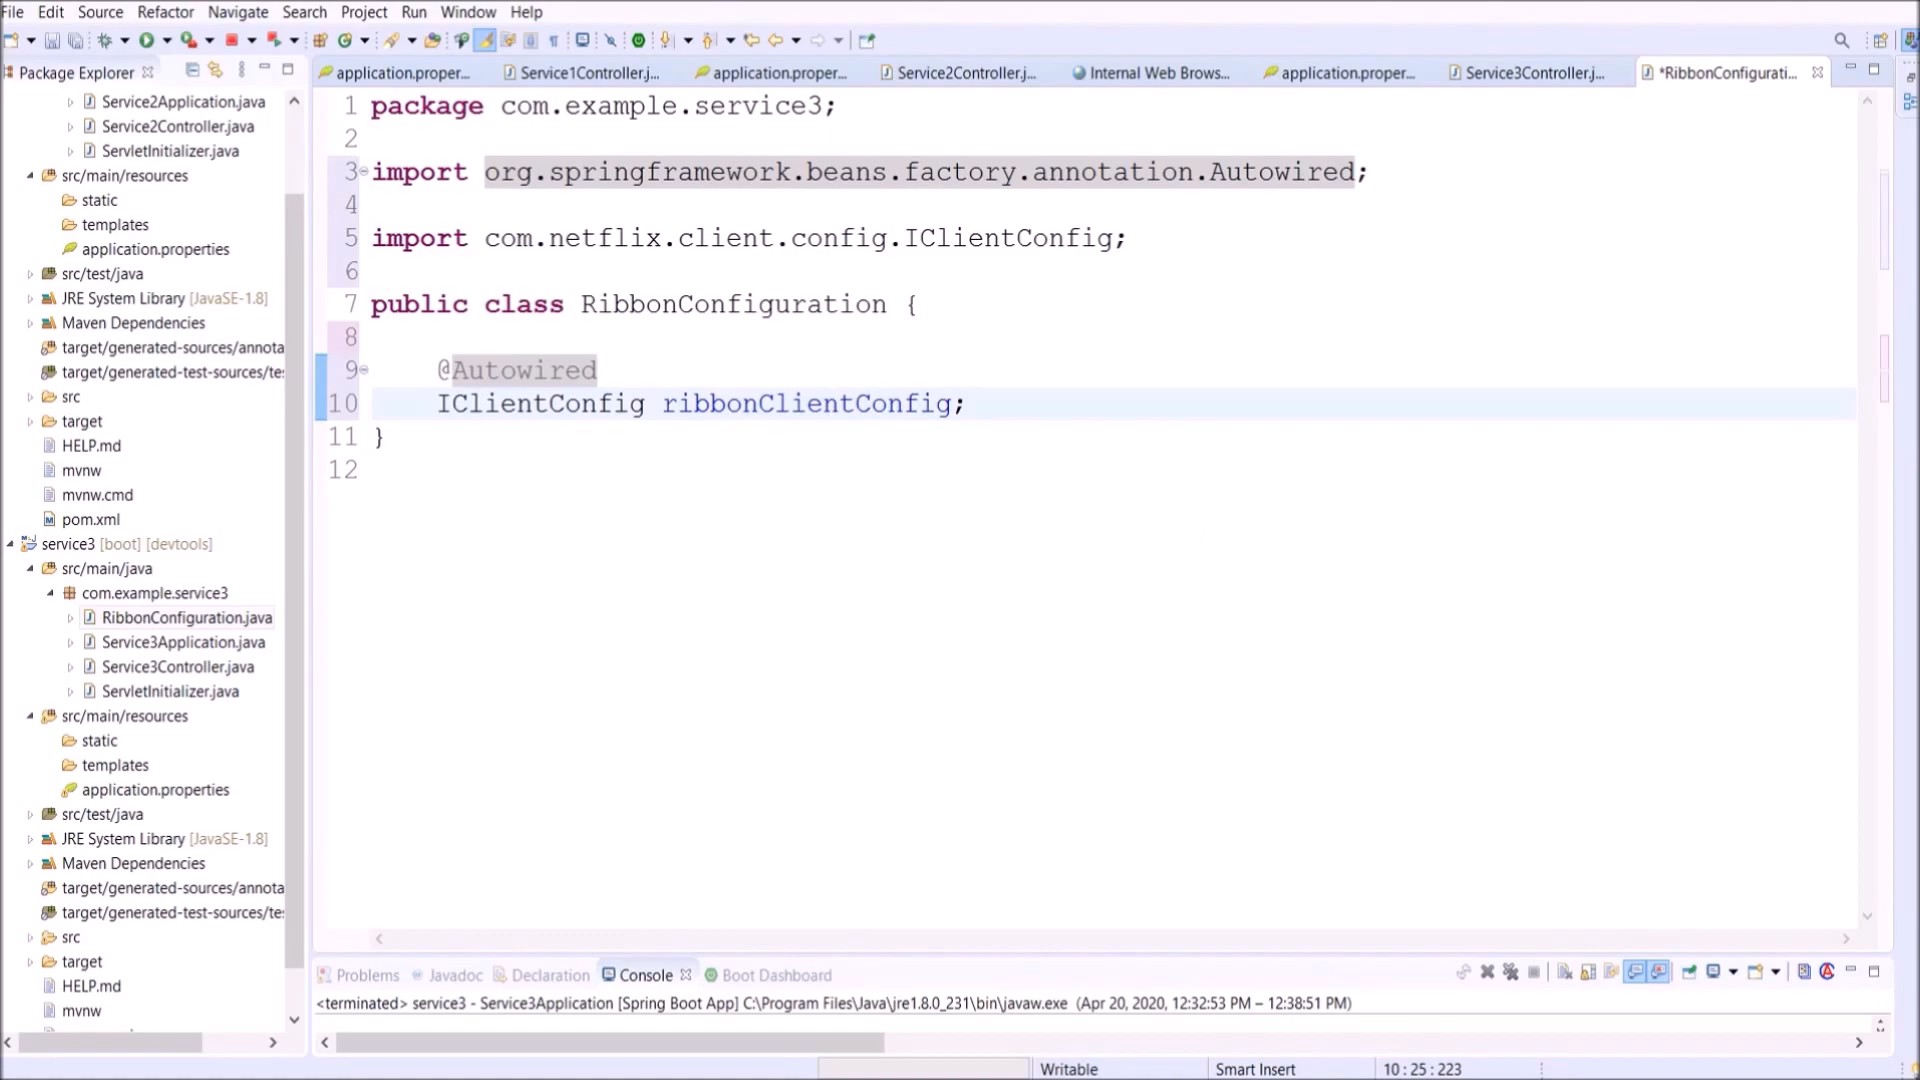 File Edit Source Refactor Navigate Search Project Run Window Help
Package Explorer
application.proper... Service1Controller.j... application.proper... Service2Controller.j... Internal Web Brows... application.proper... Service3Controller.j... *RibbonConfigurati...
Service2Application.java
Service2Controller.java
ServletInitializer.java
src/main/resources
static
templates
application.properties
src/test/java
JRE System Library [JavaSE-1.8]
Maven Dependencies
target/generated-sources/annota
target/generated-test-sources/te
src
target
HELP.md
mvnw
mvnw.cmd
pom.xml
service3 [boot] [devtools]
src/main/java
com.example.service3
RibbonConfiguration.java
Service3Application.java
Service3Controller.java
ServletInitializer.java
src/main/resources
static
templates
application.properties
src/test/java
JRE System Library [JavaSE-1.8]
Maven Dependencies
target/generated-sources/annota
target/generated-test-sources/te
src
target
HELP.md
mvnw
1 package com.example.service3;
2
3 import org.springframework.beans.factory.annotation.Autowired;
4
5 import com.netflix.client.config.IClientConfig;
6
7 public class RibbonConfiguration {
8
9 @Autowired
10 IClientConfig ribbonClientConfig;
11 }
12
Problems Javadoc Declaration Console Boot Dashboard
<terminated> service3 - Service3Application [Spring Boot App] C:\Program Files\Java\jre1.8.0_231\bin\javaw.exe (Apr 20, 2020, 12:32:53 PM – 12:38:51 PM)
Writable Smart Insert 10 : 25 : 223